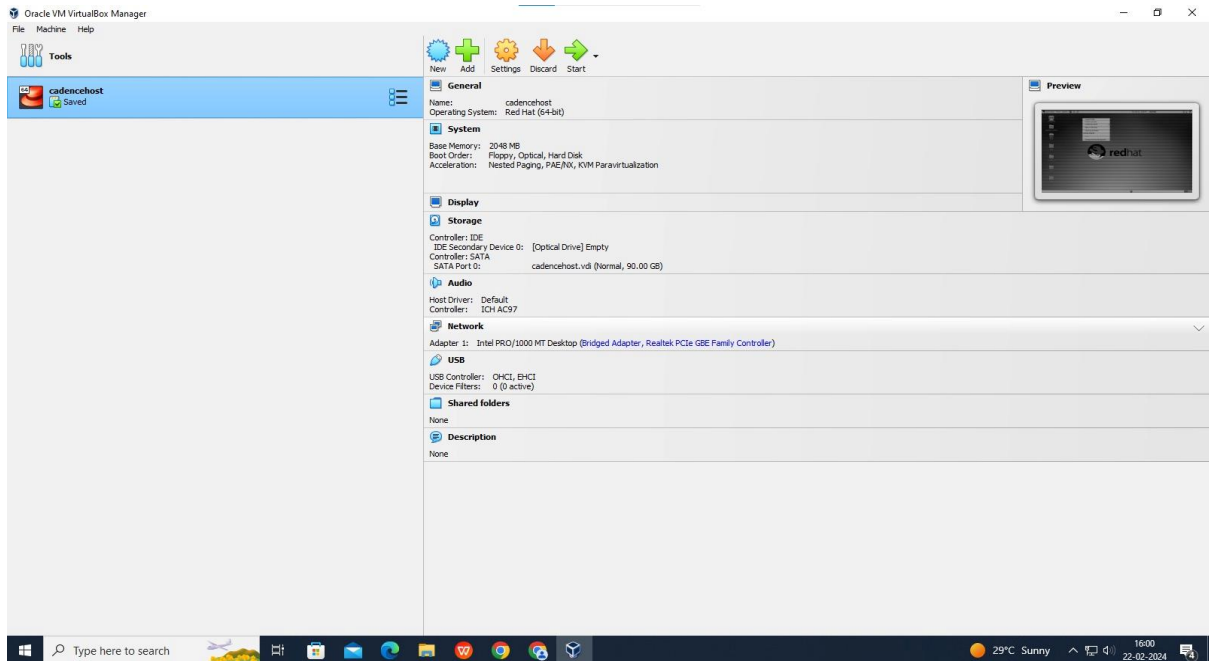 Oracle VM VirtualBox Manager
File Machine Help
Tools
New Add Settings Discard Start
64
cadencehost
Saved
General
Name: cadencehost
Operating System: Red Hat (64-bit)
Preview
redhat
System
Base Memory: 2048 MB
Boot Order: Floppy, Optical, Hard Disk
Acceleration: Nested Paging, PAE/NX, KVM Paravirtualization
Display
Storage
Controller: IDE
IDE Secondary Device 0: [Optical Drive] Empty
Controller: SATA
SATA Port 0: cadencehost.vdi (Normal, 90.00 GB)
Audio
Host Driver: Default
Controller: ICH AC97
Network
Adapter 1: Intel PRO/1000 MT Desktop (Bridged Adapter, Realtek PCIe GBE Family Controller)
USB
USB Controller: OHCI, EHCI
Device Filters: 0 (0 active)
Shared folders
None
Description
None
Type here to search
29°C Sunny
16:00
22-02-2024
4